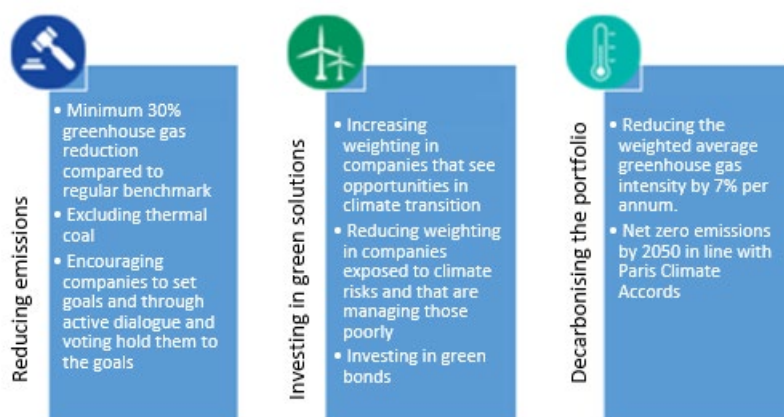 Reducing emissions
• Minimum 30%
greenhouse gas
reduction
compared to
regular benchmark
• Excluding thermal
coal
• Encouraging
companies to set
goals and through
active dialogue and
voting hold them to
the goals
Investing in green solutions
• Increasing
weighting in
companies that see
opportunities in
climate transition
• Reducing weighting
in companies
exposed to climate
risks and that are
managing those
poorly
• Investing in green
bonds
Decarbonising the portfolio
• Reducing the
weighted average
greenhouse gas
intensity by 7% per
annum.
• Net zero emissions
by 2050 in line with
Paris Climate
Accords